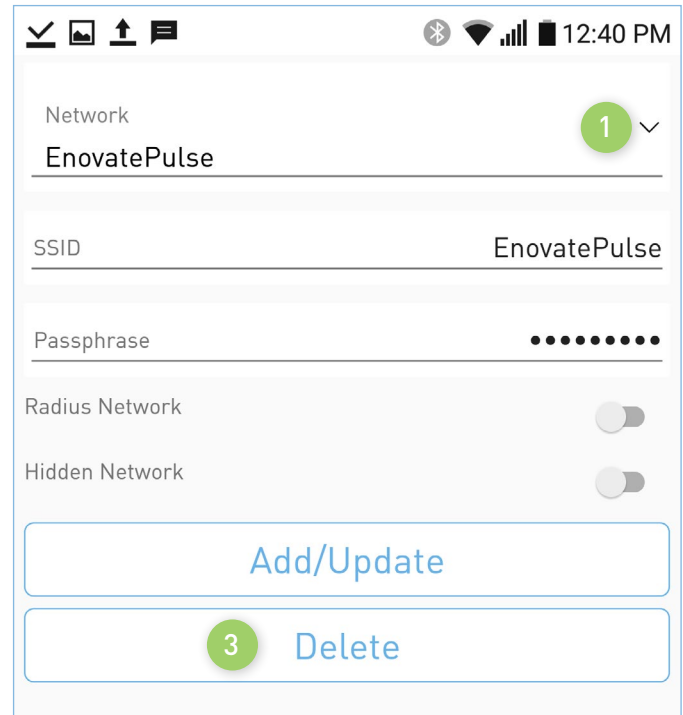 12:40 PM
Network
1
EnovatePulse
SSID EnovatePulse
Passphrase •••••••••
Radius Network
Hidden Network
Add/Update
3 Delete